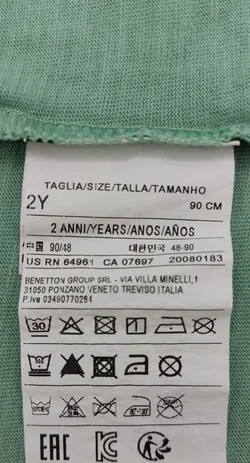 TAGLIA/SIZE/TALLA/TAMANHO
2Y 90 CM
2 ANNI/YEARS/ANOS/AÑOS
中国 90/48 대한민국 48-90
US RN 64961 CA 07697 20080183
BENETTON GROUP SRL - VIA VILLA MINELLI,1
31050 PONZANO VENETO TREVISO ITALIA
P.iva 03490770264
30
EAC